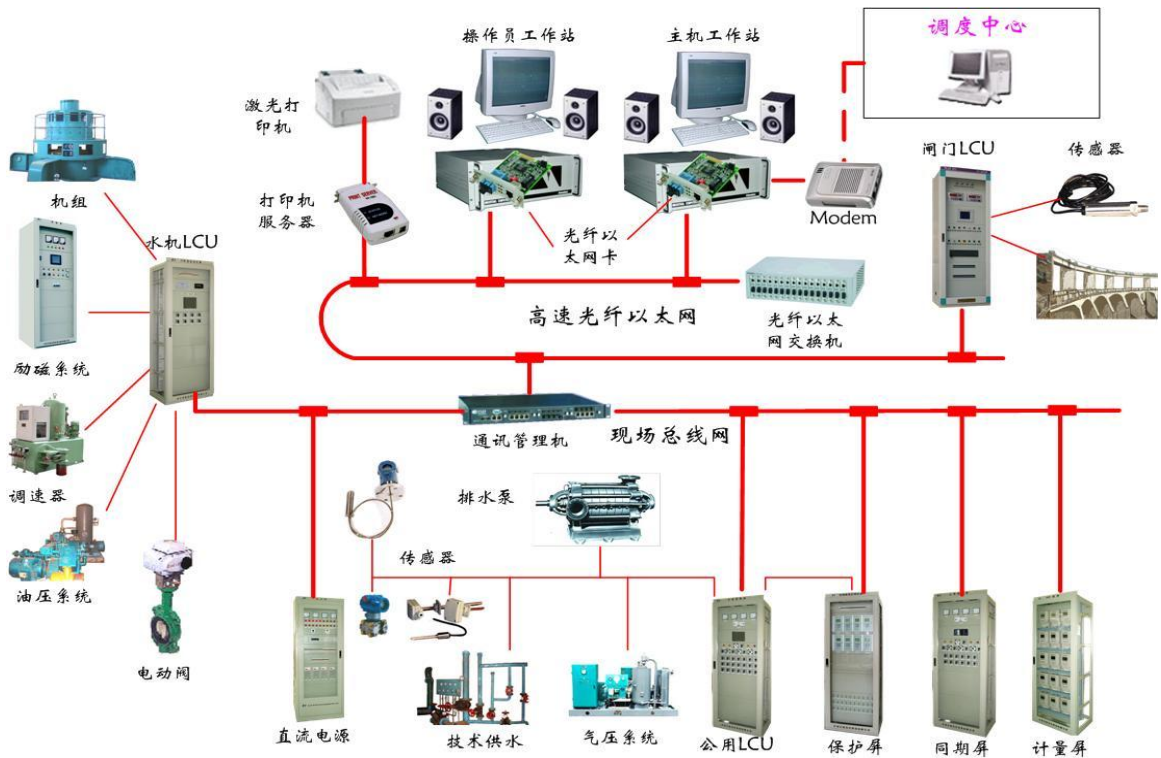 操作员工作站
主机工作站
调度中心
激光打
印机
闸门LCU
传感器
机组
打印机
服务器
PRINT SERVER
Modem
水机LCU
光纤以
太网卡
高速光纤以太网
光纤以太
网交换机
励磁系统
通讯管理机
现场总线网
调速器
排水泵
传感器
油压系统
电动阀
直流电源
技术供水
气压系统
公用LCU
保护屏
同期屏
计量屏